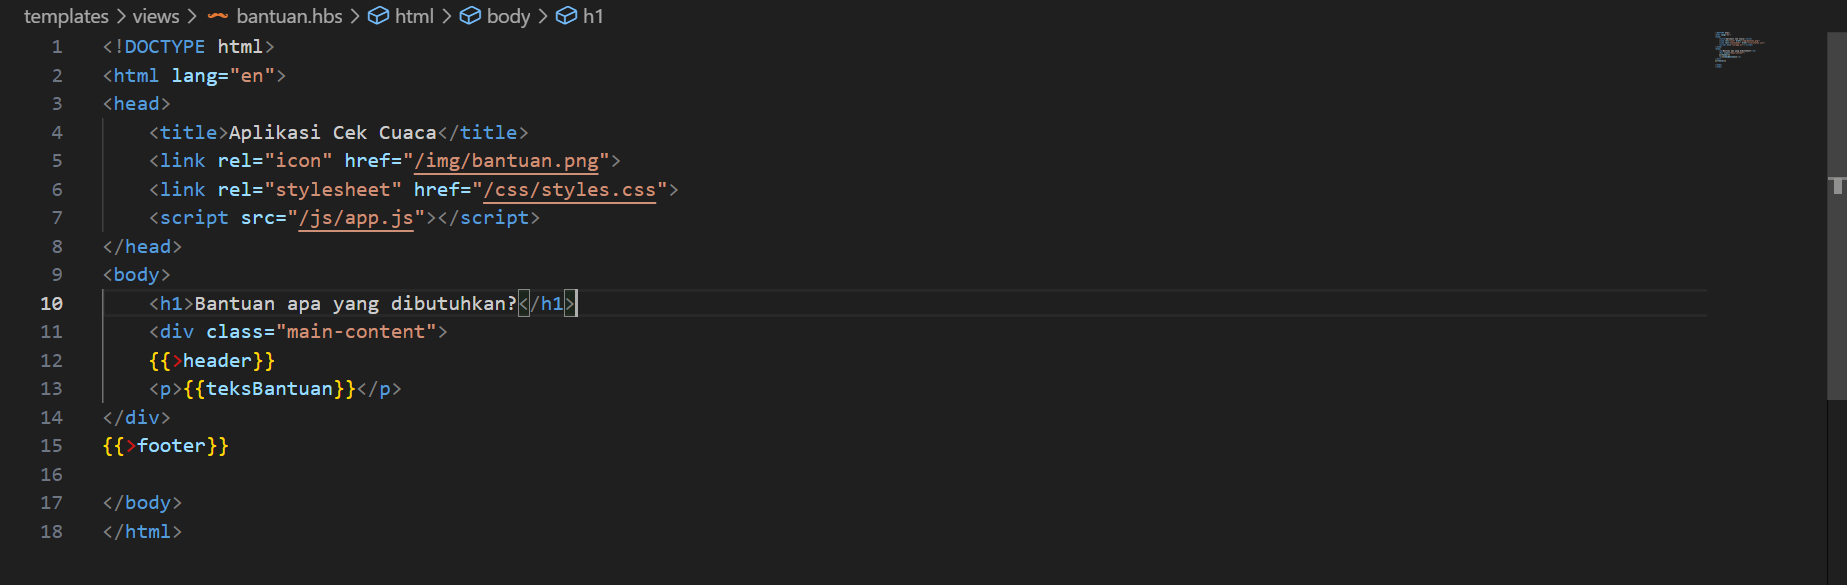 templates > views > bantuan.hbs > html > body > h1
1 <!DOCTYPE html>
2 <html lang="en">
3 <head>
4     <title>Aplikasi Cek Cuaca</title>
5     <link rel="icon" href="/img/bantuan.png">
6     <link rel="stylesheet" href="/css/styles.css">
7     <script src="/js/app.js"></script>
8 </head>
9 <body>
10     <h1>Bantuan apa yang dibutuhkan?</h1>
11     <div class="main-content">
12     {{>header}}
13     <p>{{teksBantuan}}</p>
14 </div>
15 {{>footer}}
16
17 </body>
18 </html>